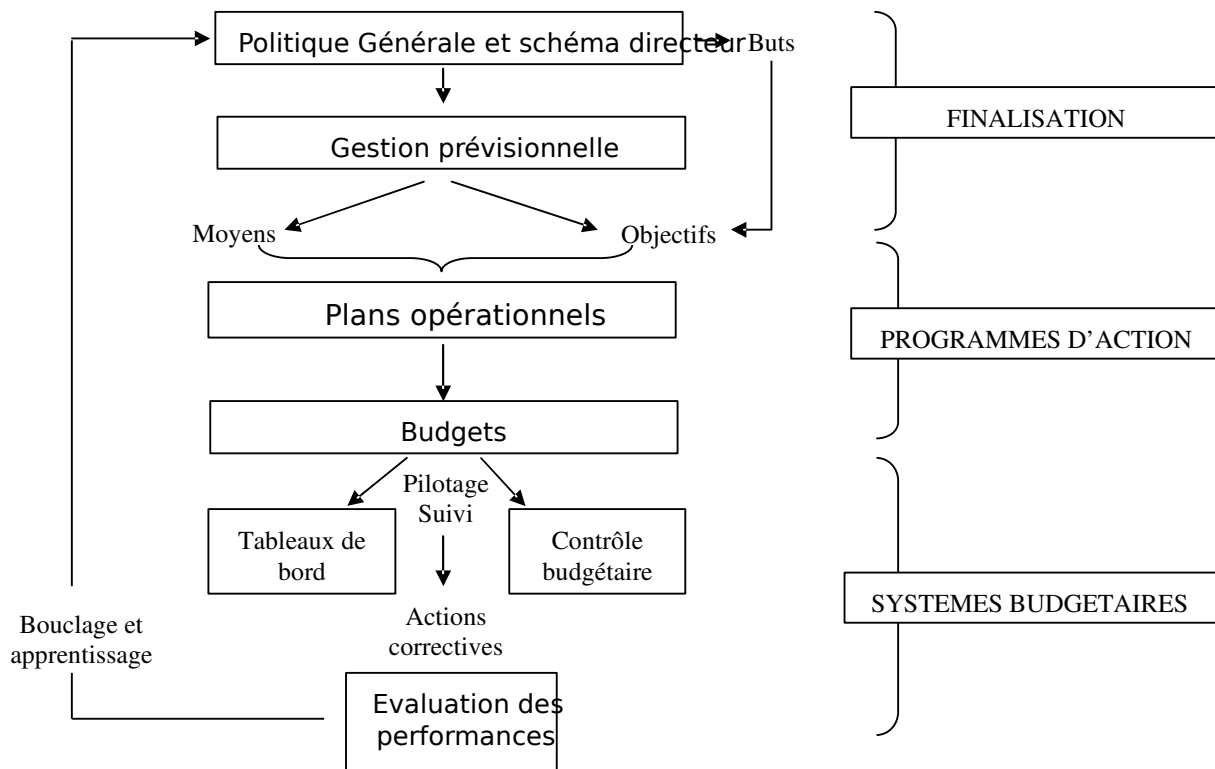 Politique Générale et schéma directeur
Buts
FINALISATION
Gestion prévisionnelle
Moyens
Objectifs
Plans opérationnels
PROGRAMMES D’ACTION
Budgets
Pilotage
Suivi
Tableaux de
bord
Contrôle
budgétaire
SYSTEMES BUDGETAIRES
Actions
correctives
Bouclage et
apprentissage
Evaluation des
performances